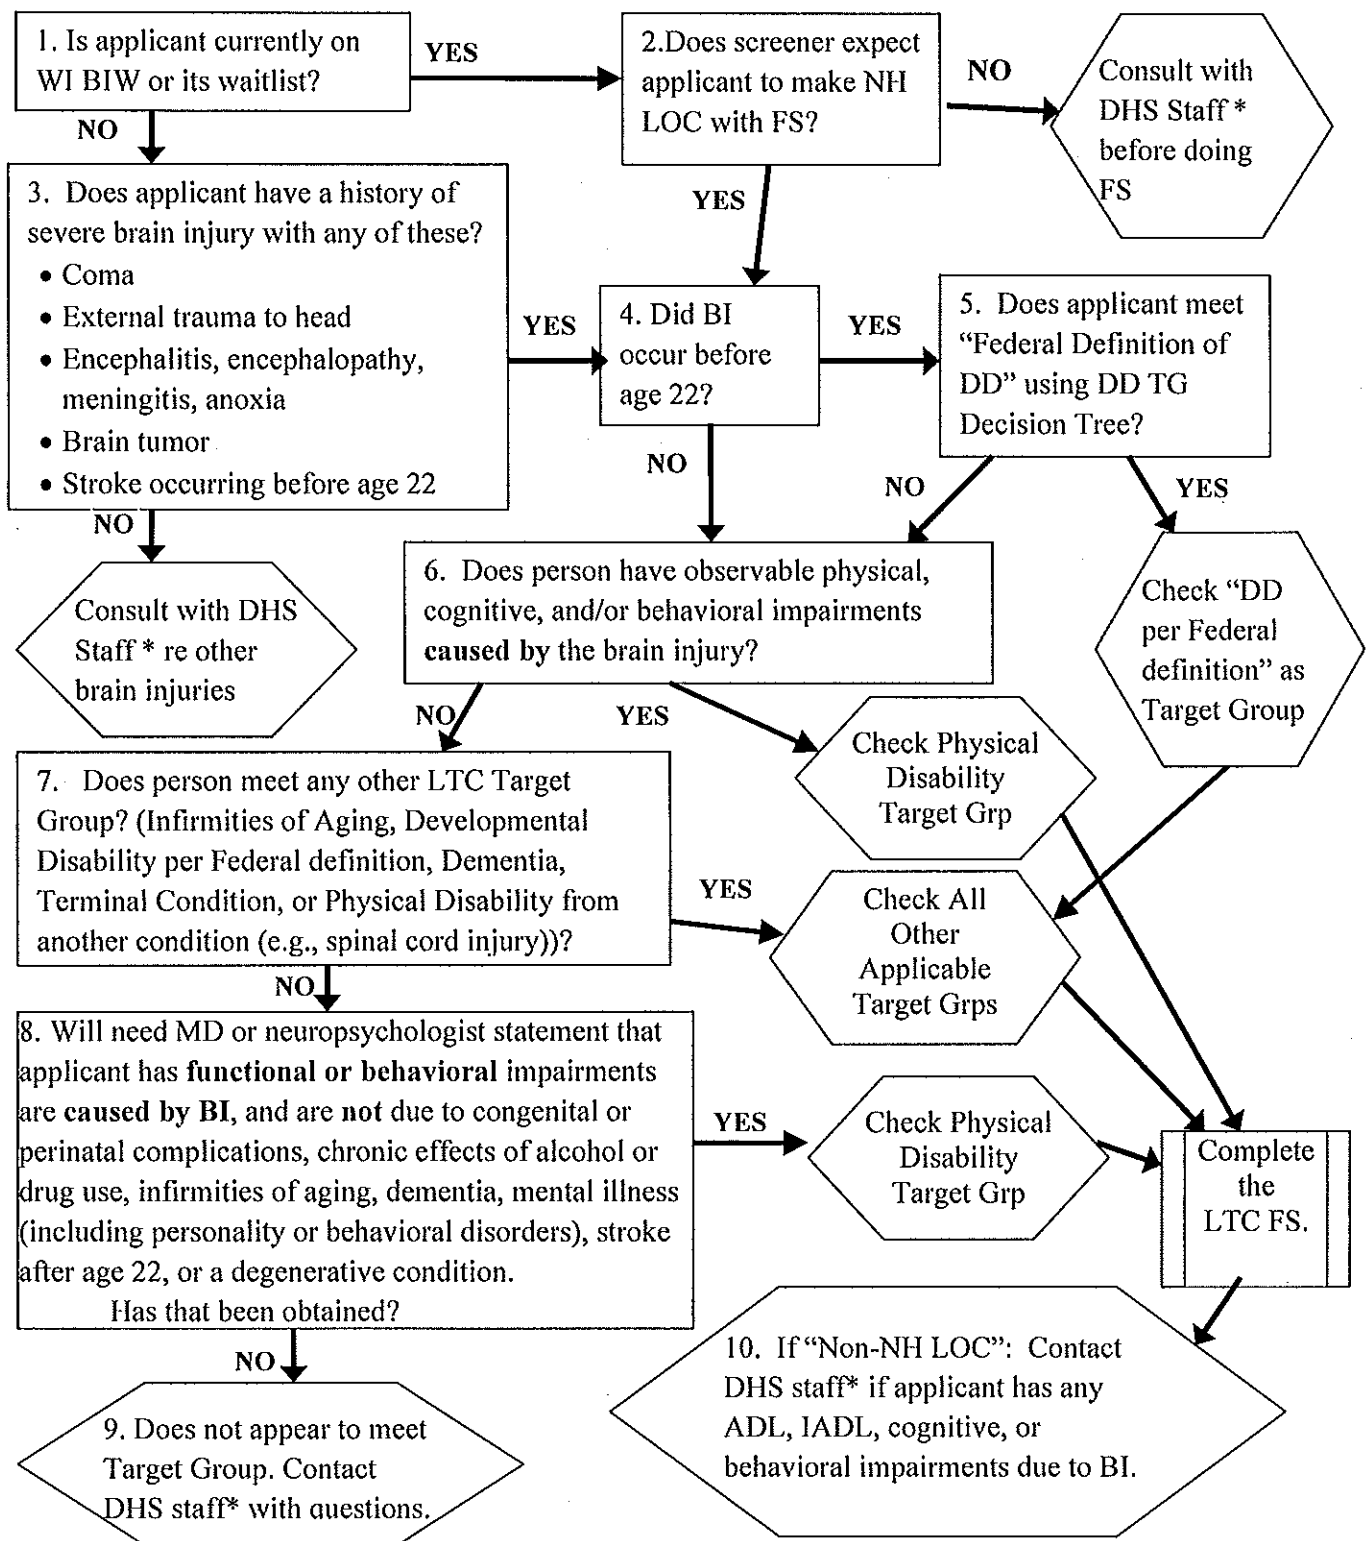 1. Is applicant currently on
WI BIW or its waitlist?
YES
2.Does screener expect
applicant to make NH
LOC with FS?
NO
Consult with
DHS Staff *
before doing
FS
NO
YES
3. Does applicant have a history of
severe brain injury with any of these?
• Coma
• External trauma to head
• Encephalitis, encephalopathy,
meningitis, anoxia
• Brain tumor
• Stroke occurring before age 22
YES
4. Did BI
occur before
age 22?
YES
5. Does applicant meet
“Federal Definition of
DD” using DD TG
Decision Tree?
NO
NO
NO
YES
Consult with DHS
Staff * re other
brain injuries
6. Does person have observable physical,
cognitive, and/or behavioral impairments
caused by the brain injury?
Check “DD
per Federal
definition” as
Target Group
NO
YES
Check Physical
Disability
Target Grp
7. Does person meet any other LTC Target
Group? (Infirmities of Aging, Developmental
Disability per Federal definition, Dementia,
Terminal Condition, or Physical Disability from
another condition (e.g., spinal cord injury))?
YES
Check All
Other
Applicable
Target Grps
NO
8. Will need MD or neuropsychologist statement that
applicant has functional or behavioral impairments
are caused by BI, and are not due to congenital or
perinatal complications, chronic effects of alcohol or
drug use, infirmities of aging, dementia, mental illness
(including personality or behavioral disorders), stroke
after age 22, or a degenerative condition.
Has that been obtained?
YES
Check Physical
Disability
Target Grp
Complete
the
LTC FS.
NO
9. Does not appear to meet
Target Group. Contact
DHS staff* with questions.
10. If “Non-NH LOC”: Contact
DHS staff* if applicant has any
ADL, IADL, cognitive, or
behavioral impairments due to BI.